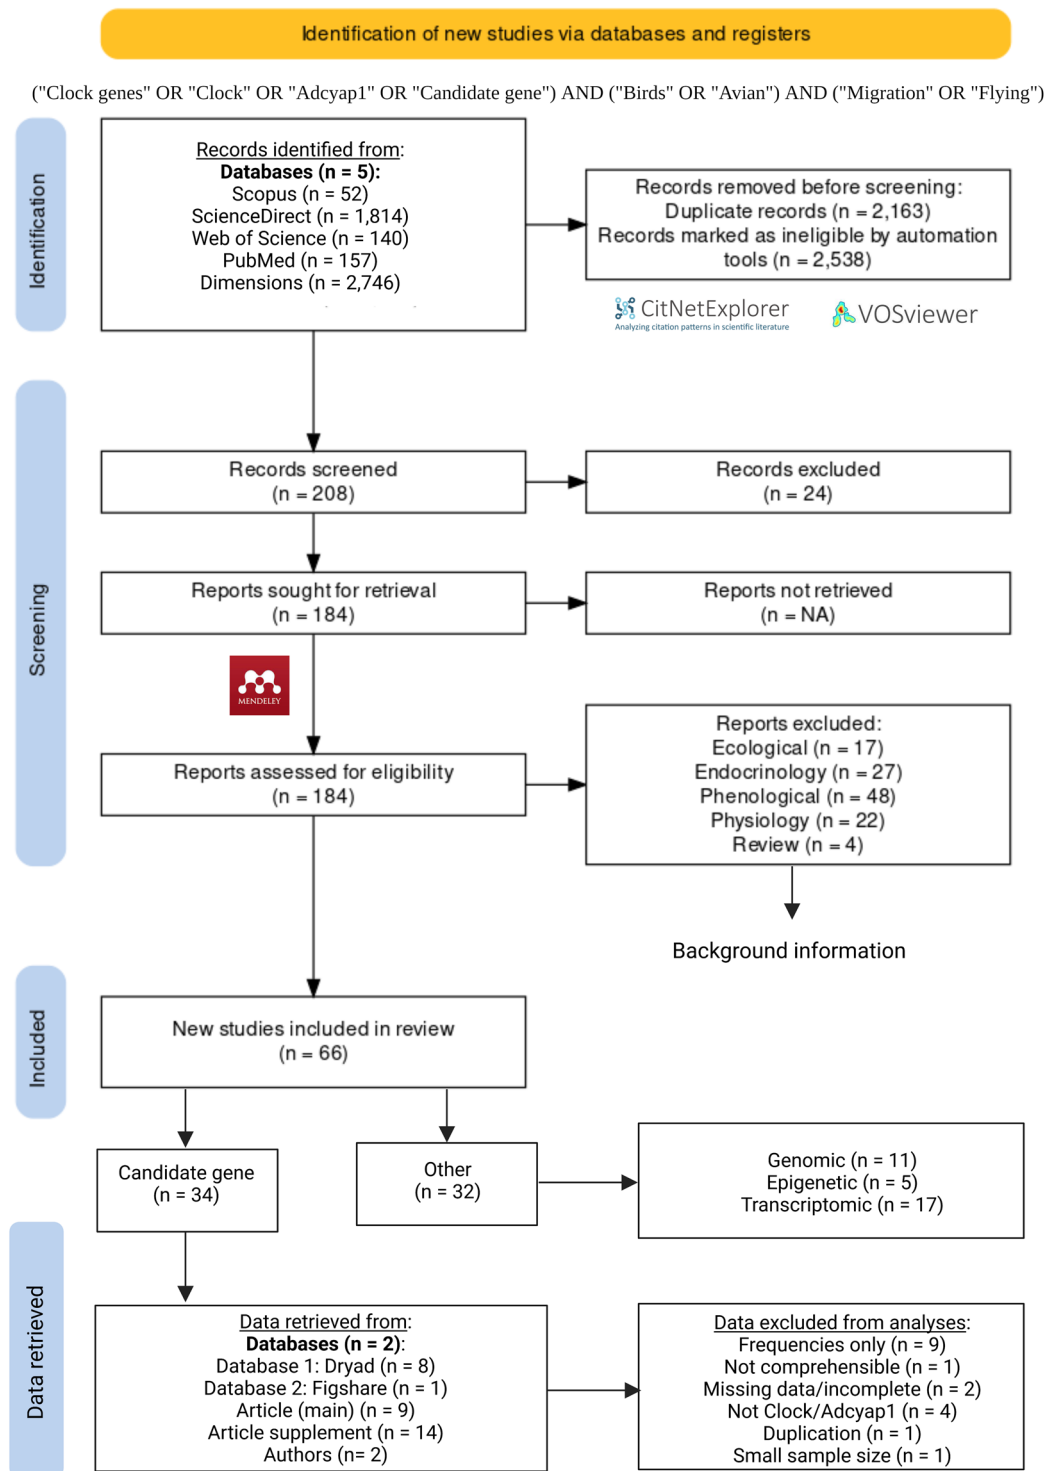 Identification of new studies via databases and registers
("Clock genes" OR "Clock" OR "Adcyap1" OR "Candidate gene") AND ("Birds" OR "Avian") AND ("Migration" OR "Flying")
Identification
Records identified from:
Databases (n = 5):
Scopus (n = 52)
ScienceDirect (n = 1,814)
Web of Science (n = 140)
PubMed (n = 157)
Dimensions (n = 2,746)
Records removed before screening:
Duplicate records (n = 2,163)
Records marked as ineligible by automation
tools (n = 2,538)
CitNetExplorer
Analyzing citation patterns in scientific literature
VOSviewer
Screening
Records screened
(n = 208)
Records excluded
(n = 24)
Reports sought for retrieval
(n = 184)
Reports not retrieved
(n = NA)
MENDELEY
Reports assessed for eligibility
(n = 184)
Reports excluded:
Ecological (n = 17)
Endocrinology (n = 27)
Phenological (n = 48)
Physiology (n = 22)
Review (n = 4)
Background information
Included
New studies included in review
(n = 66)
Candidate gene
(n = 34)
Other
(n = 32)
Genomic (n = 11)
Epigenetic (n = 5)
Transcriptomic (n = 17)
Data retrieved
Data retrieved from:
Databases (n = 2):
Database 1: Dryad (n = 8)
Database 2: Figshare (n = 1)
Article (main) (n = 9)
Article supplement (n = 14)
Authors (n= 2)
Data excluded from analyses:
Frequencies only (n = 9)
Not comprehensible (n = 1)
Missing data/incomplete (n = 2)
Not Clock/Adcyap1 (n = 4)
Duplication (n = 1)
Small sample size (n = 1)